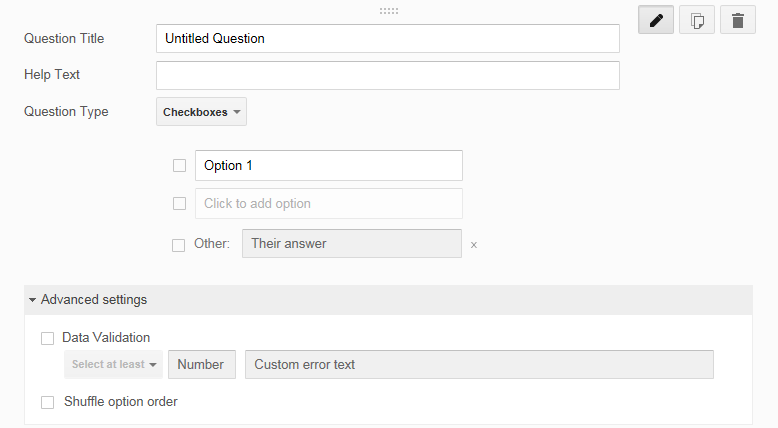 Question Title Untitled Question
Help Text
Question Type Checkboxes
Option 1
Click to add option
Other: Their answer x
Advanced settings
Data Validation
Select at least Number Custom error text
Shuffle option order